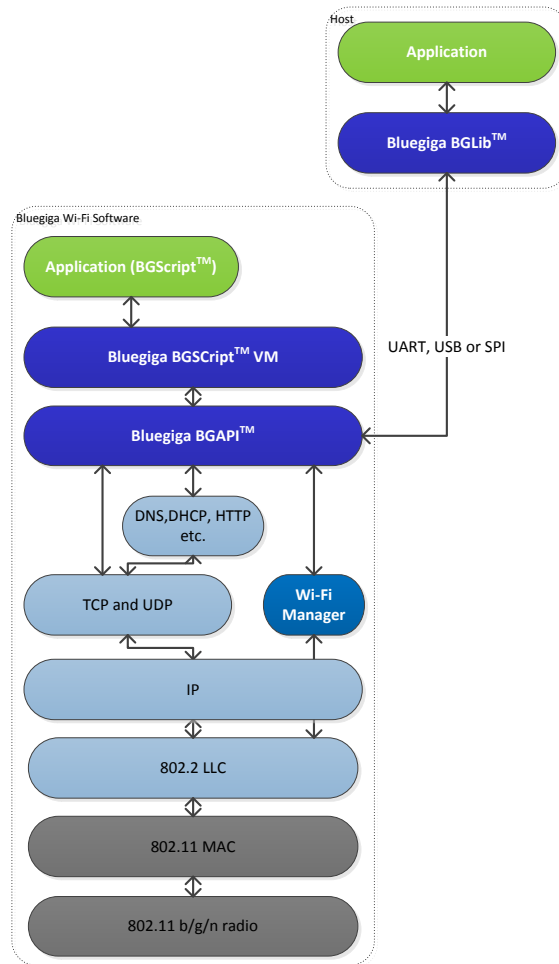 Host
Application
Bluegiga BGLib™
Bluegiga Wi-Fi Software
Application (BGScript™)
Bluegiga BGSCript™ VM
UART, USB or SPI
Bluegiga BGAPI™
DNS,DHCP, HTTP
etc.
TCP and UDP
Wi-Fi
Manager
IP
802.2 LLC
802.11 MAC
802.11 b/g/n radio